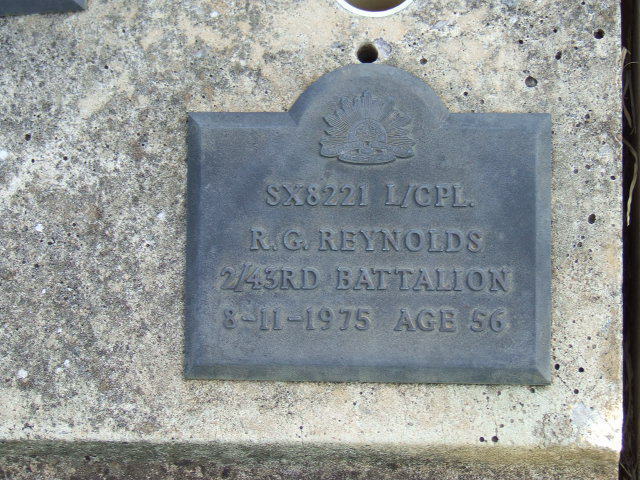 SX8221 L/CPL.
R.G. REYNOLDS
2/43RD BATTALION
8-11-1975 AGE 56